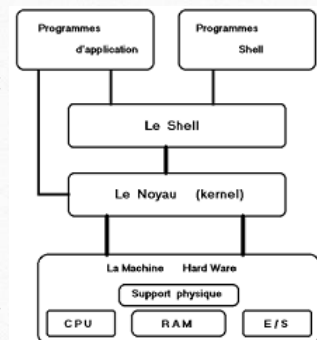 Programmes
d'application
Programmes
Shell
Le Shell
Le Noyau (kernel)
La Machine Hard Ware
Support physique
CPU RAM E/S